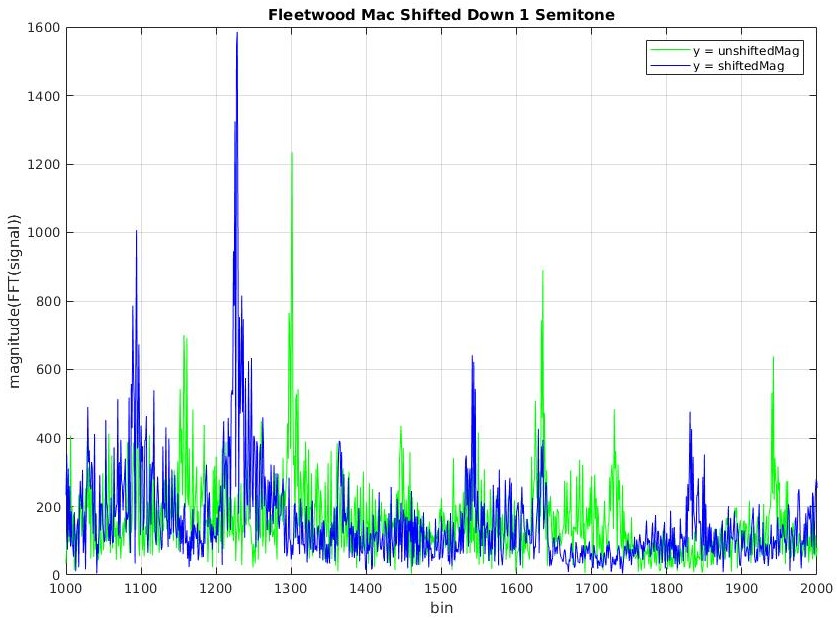 Fleetwood Mac Shifted Down 1 Semitone
y = unshiftedMag
y = shiftedMag
1600
1400
1200
1000
800
600
400
200
0
magnitude(FFT(signal))
1000 1100 1200 1300 1400 1500 1600 1700 1800 1900 2000
bin